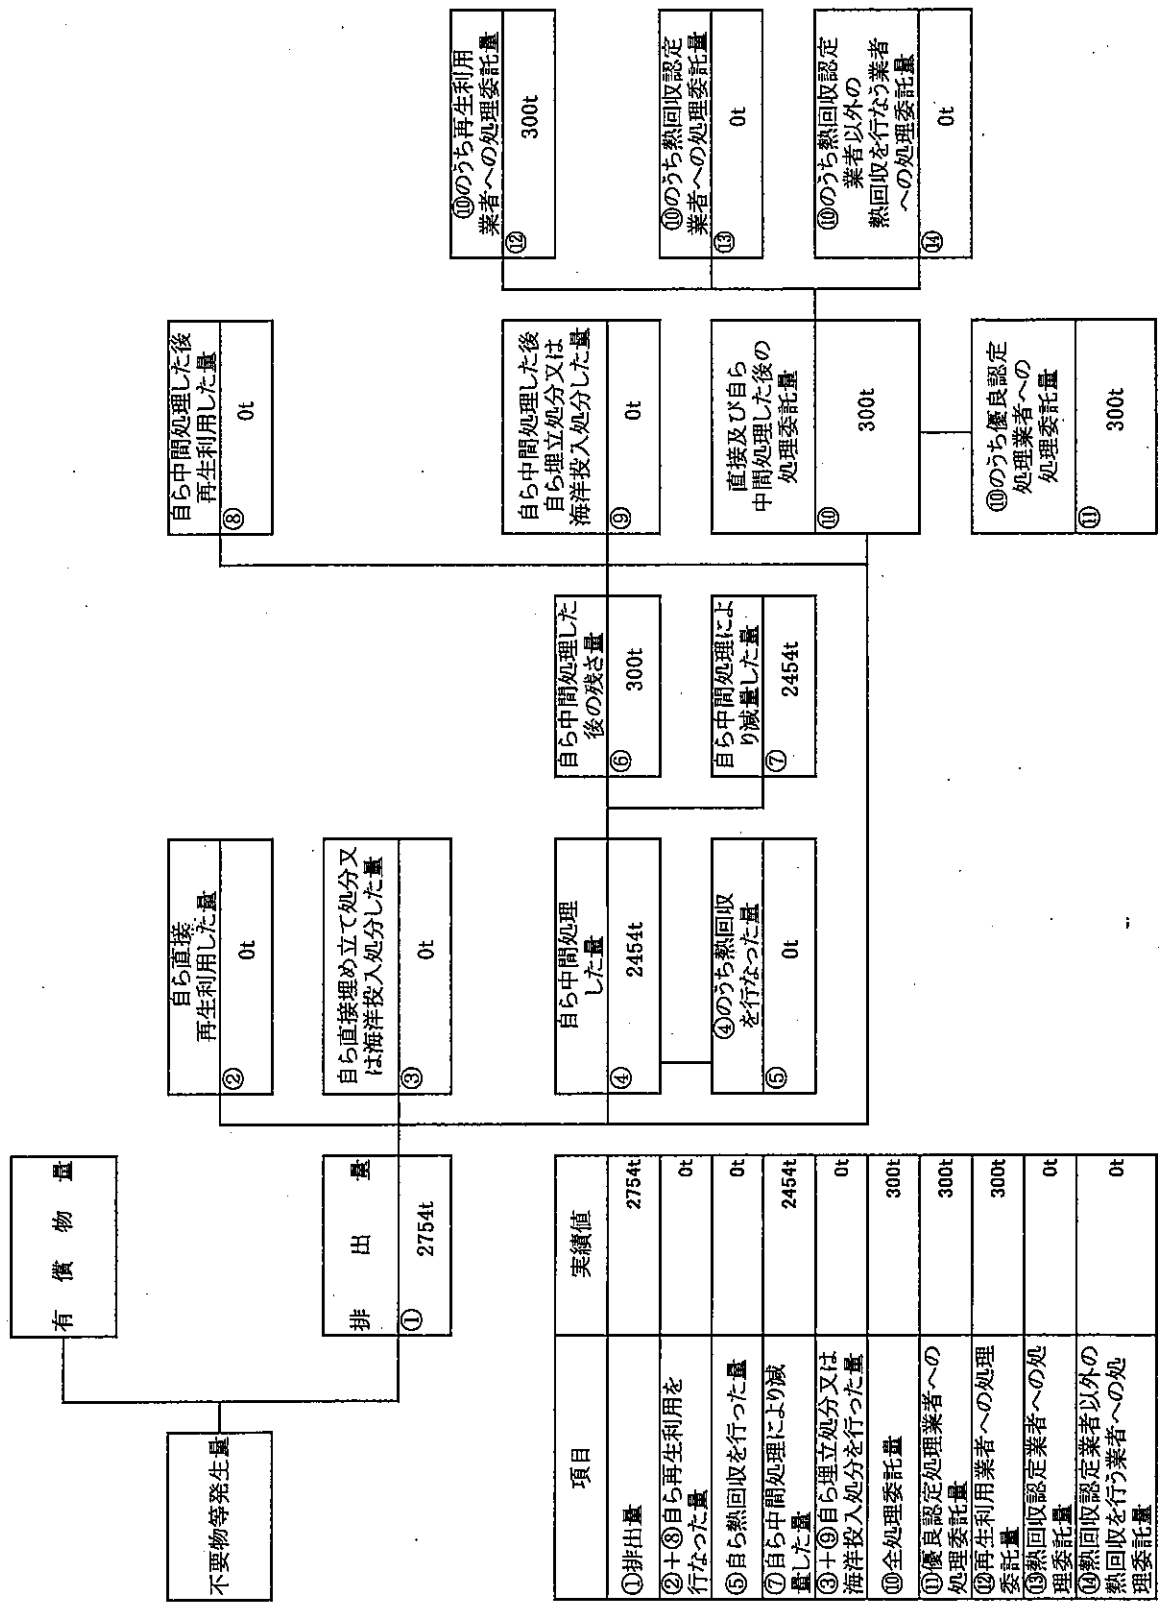 不要物等発生量
有償物量
排出量
①
2754t
自ら直接
再生利用した量
②
0t
自ら直接埋め立て処分又
は海洋投入処分した量
③
0t
自ら中間処理
した量
④
2454t
④のうち熱回収
を行なった量
⑤
0t
自ら中間処理した
後の残さ量
⑥
300t
自ら中間処理によ
り減量した量
⑦
2454t
自ら中間処理した後
再生利用した量
⑧
0t
自ら中間処理した後
自ら埋立処分又は
海洋投入処分した量
⑨
0t
直接及び自ら
中間処理した後の
処理委託量
⑩
300t
⑩のうち優良認定
処理業者への
処理委託量
⑪
300t
⑩のうち再生利用
業者への処理委託量
⑫
300t
⑩のうち熱回収認定
業者への処理委託量
⑬
0t
⑩のうち熱回収認定
業者以外の
熱回収を行なう業者
への処理委託量
⑭
0t
項目 実績値
①排出量 2754t
②+⑧自ら再生利用を
行なった量 0t
⑤自ら熱回収を行った量 0t
⑦自ら中間処理により減
量した量 2454t
③+⑨自ら埋立処分又は
海洋投入処分を行った量 0t
⑩全処理委託量 300t
⑪優良認定処理業者への
処理委託量 300t
⑫再生利用業者への処理
委託量 300t
⑬熱回収認定業者への処
理委託量 0t
⑭熱回収認定業者以外の
熱回収を行う業者への処
理委託量 0t